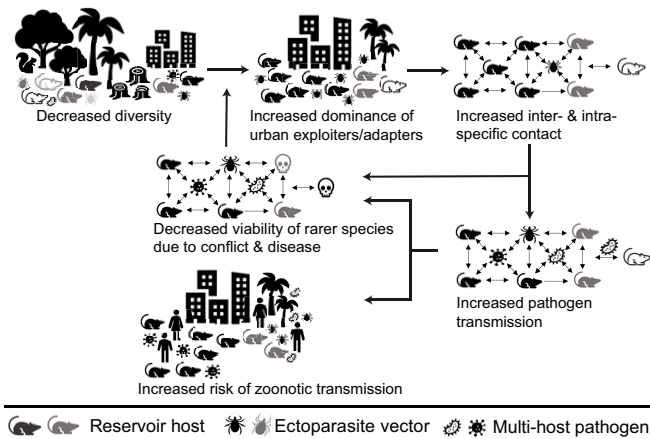 Decreased diversity
Increased dominance of
urban exploiters/adapters
Increased inter- & intra-
specific contact
Decreased viability of rarer species
due to conflict & disease
Increased pathogen
transmission
Increased risk of zoonotic transmission
Reservoir host
Ectoparasite vector
Multi-host pathogen